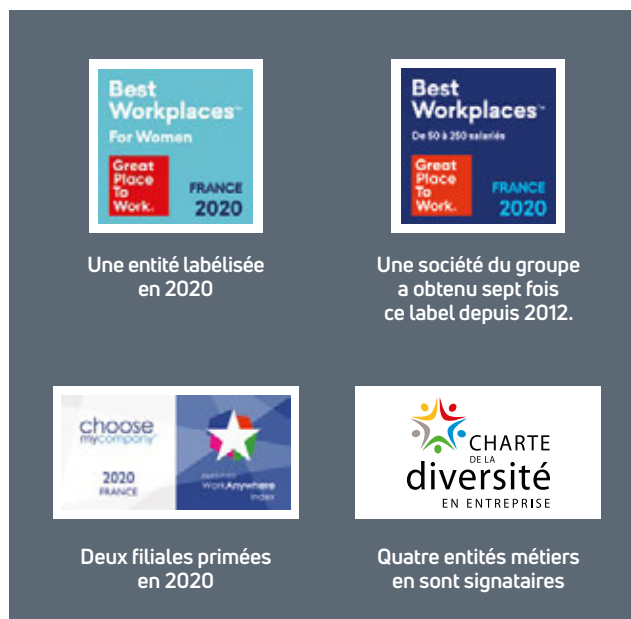 Best
Workplaces™
For Women
Great
Place
To
Work.
FRANCE
2020
Une entité labélisée
en 2020
Best
Workplaces™
De 50 à 250 salariés
Great
Place
To
Work.
FRANCE
2020
Une société du groupe
a obtenu sept fois
ce label depuis 2012.
choose
mycompany
2020
FRANCE
WorkAnywhere
index
Deux filiales primées
en 2020
CHARTE
DE LA
diversité
EN ENTREPRISE
Quatre entités métiers
en sont signataires